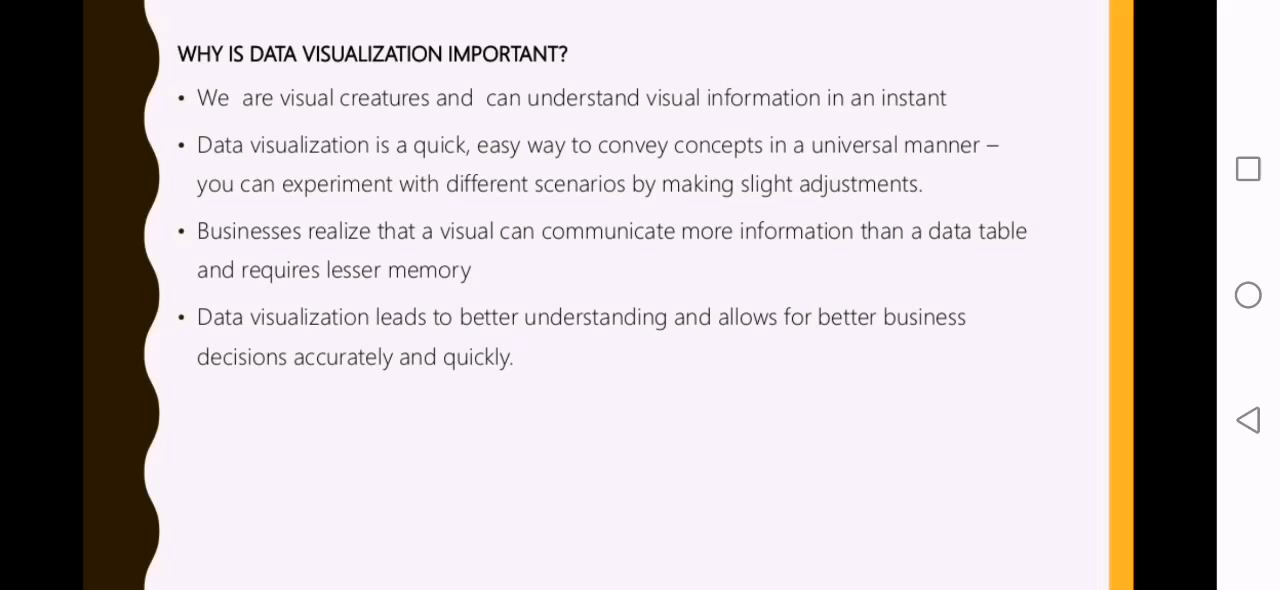 WHY IS DATA VISUALIZATION IMPORTANT?
• We are visual creatures and can understand visual information in an instant
• Data visualization is a quick, easy way to convey concepts in a universal manner –
you can experiment with different scenarios by making slight adjustments.
• Businesses realize that a visual can communicate more information than a data table
and requires lesser memory
• Data visualization leads to better understanding and allows for better business
decisions accurately and quickly.